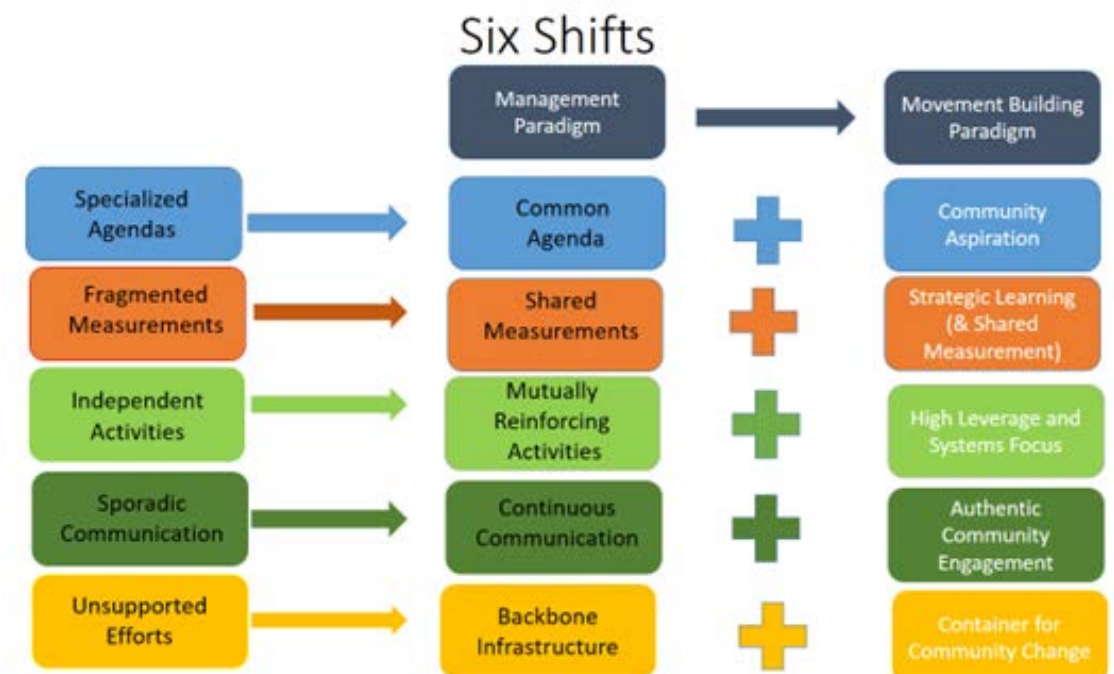 Six Shifts
Management
Paradigm
Movement Building
Paradigm
Specialized
Agendas
Common
Agenda
Community
Aspiration
Fragmented
Measurements
Shared
Measurements
Strategic Learning
(& Shared
Measurement)
Independent
Activities
Mutually
Reinforcing
Activities
High Leverage and
Systems Focus
Sporadic
Communication
Continuous
Communication
Authentic
Community
Engagement
Unsupported
Efforts
Backbone
Infrastructure
Container for
Community Change